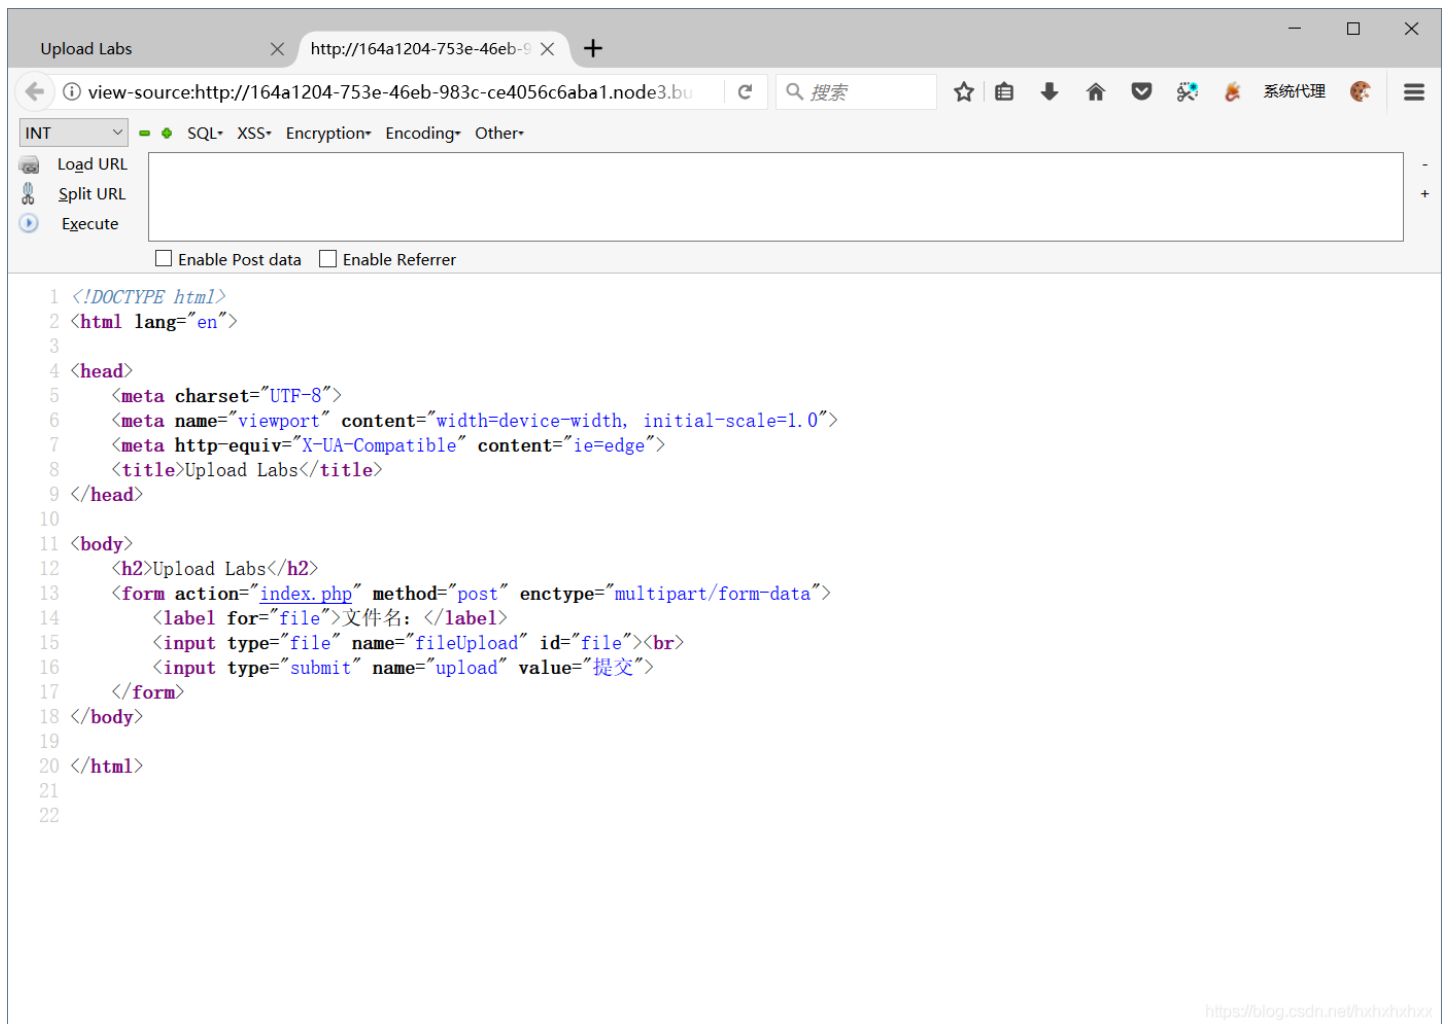 Upload Labs
http://164a1204-753e-46eb-9
view-source:http://164a1204-753e-46eb-983c-ce4056c6aba1.node3.bu
搜索
系统代理
INT
SQL
XSS
Encryption
Encoding
Other
Load URL
Split URL
Execute
-
+
Enable Post data
Enable Referrer
1 <!DOCTYPE html>
2 <html lang="en">
3
4 <head>
5 <meta charset="UTF-8">
6 <meta name="viewport" content="width=device-width, initial-scale=1.0">
7 <meta http-equiv="X-UA-Compatible" content="ie=edge">
8 <title>Upload Labs</title>
9 </head>
10
11 <body>
12 <h2>Upload Labs</h2>
13 <form action="index.php" method="post" enctype="multipart/form-data">
14 <label for="file">文件名：</label>
15 <input type="file" name="fileUpload" id="file"><br>
16 <input type="submit" name="upload" value="提交">
17 </form>
18 </body>
19
20 </html>
21
22
https://blog.csdn.net/hxhxhxhxx